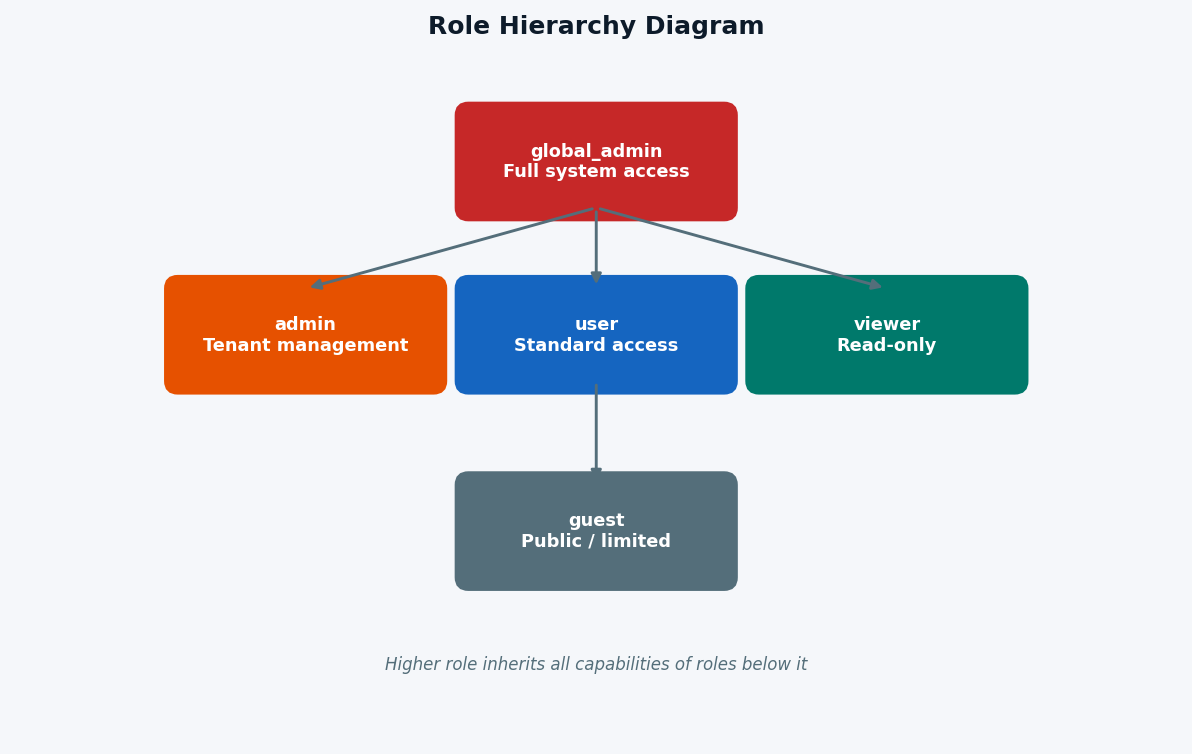 Role Hierarchy Diagram
global_admin
Full system access
admin
Tenant management
user
Standard access
viewer
Read-only
guest
Public / limited
Higher role inherits all capabilities of roles below it